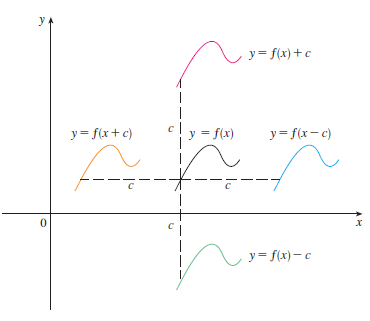 y
y = f(x) + c
y = f(x + c)
c
y = f(x)
y = f(x − c)
c
c
0
c
x
y = f(x) − c